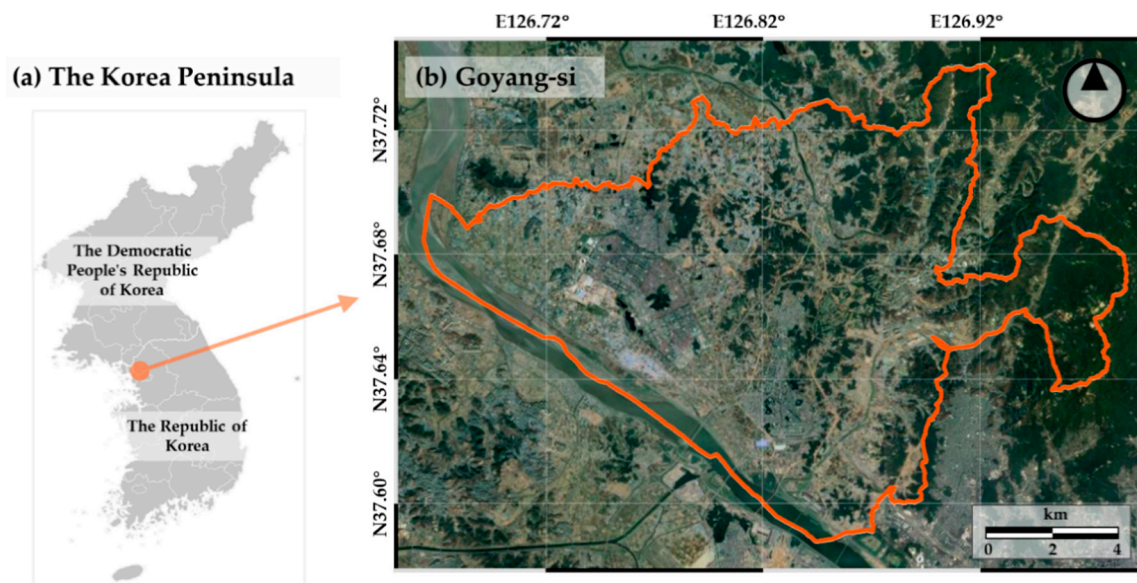 (a) The Korea Peninsula
The Democratic
People's Republic
of Korea
The Republic of
Korea
E126.72° E126.82° E126.92°
(b) Goyang-si
N37.72°
N37.68°
N37.64°
N37.60°
km
0 2 4